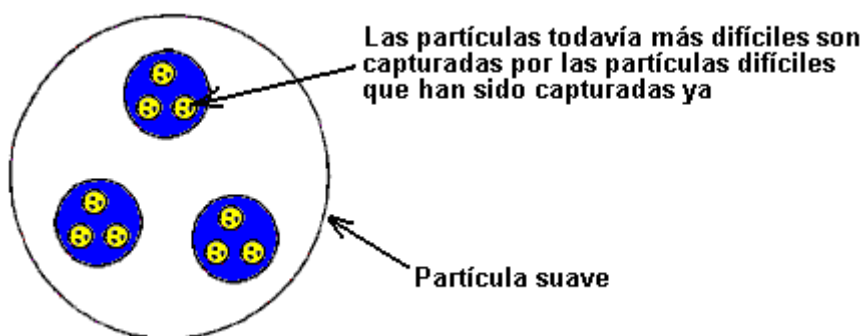 Las partículas todavía más difíciles son
capturadas por las partículas difíciles
que han sido capturadas ya
Partícula suave